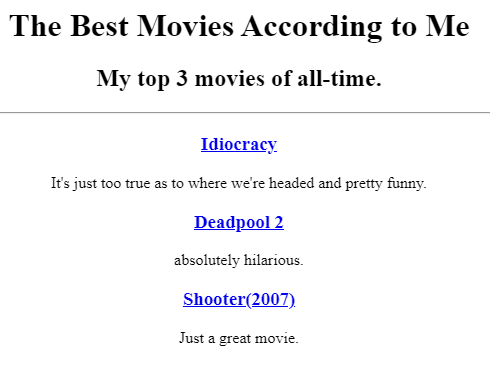 The Best Movies According to Me
My top 3 movies of all-time.
Idiocracy
It's just too true as to where we're headed and pretty funny.
Deadpool 2
absolutely hilarious.
Shooter(2007)
Just a great movie.